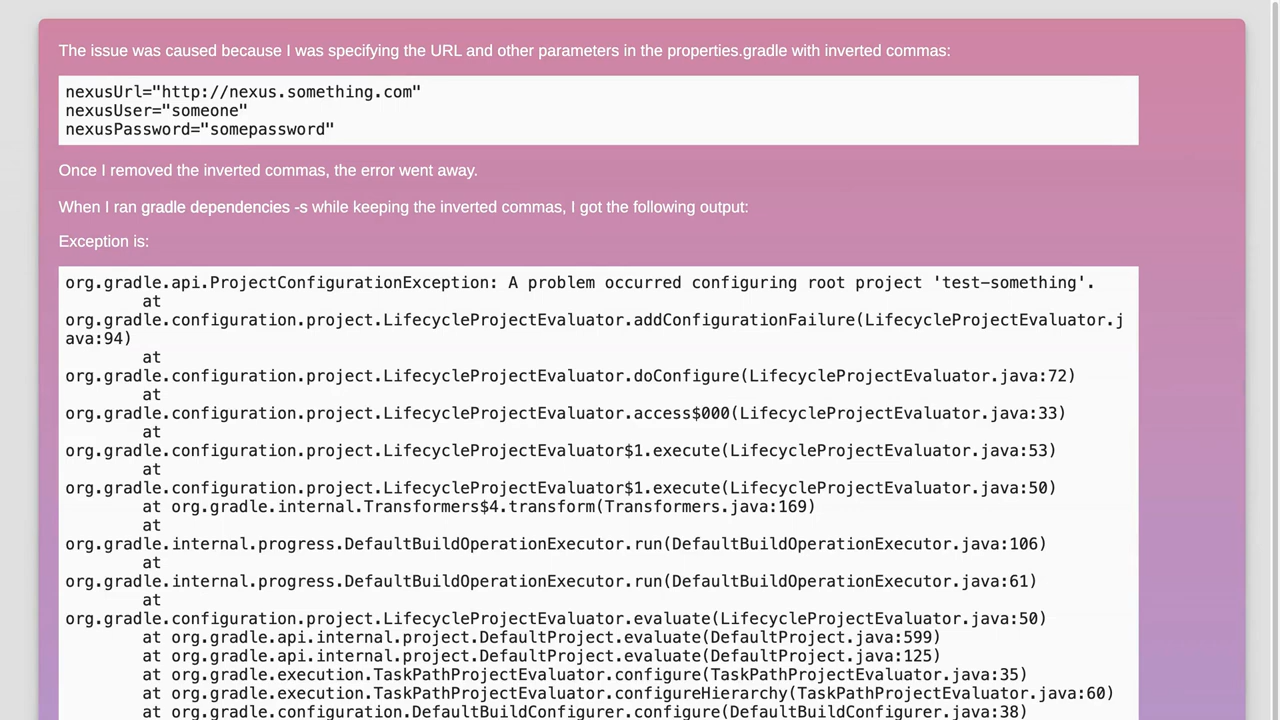 The issue was caused because I was specifying the URL and other parameters in the properties.gradle with inverted commas:
nexusUrl="http://nexus.something.com"
nexusUser="someone"
nexusPassword="somepassword"
Once I removed the inverted commas, the error went away.
When I ran gradle dependencies -s while keeping the inverted commas, I got the following output:
Exception is:
org.gradle.api.ProjectConfigurationException: A problem occurred configuring root project 'test-something'.
at
org.gradle.configuration.project.LifecycleProjectEvaluator.addConfigurationFailure(LifecycleProjectEvaluator.j
ava:94)
at
org.gradle.configuration.project.LifecycleProjectEvaluator.doConfigure(LifecycleProjectEvaluator.java:72)
at
org.gradle.configuration.project.LifecycleProjectEvaluator.access$000(LifecycleProjectEvaluator.java:33)
at
org.gradle.configuration.project.LifecycleProjectEvaluator$1.execute(LifecycleProjectEvaluator.java:53)
at
org.gradle.configuration.project.LifecycleProjectEvaluator$1.execute(LifecycleProjectEvaluator.java:50)
at org.gradle.internal.Transformers$4.transform(Transformers.java:169)
at
org.gradle.internal.progress.DefaultBuildOperationExecutor.run(DefaultBuildOperationExecutor.java:106)
at
org.gradle.internal.progress.DefaultBuildOperationExecutor.run(DefaultBuildOperationExecutor.java:61)
at
org.gradle.configuration.project.LifecycleProjectEvaluator.evaluate(LifecycleProjectEvaluator.java:50)
at org.gradle.api.internal.project.DefaultProject.evaluate(DefaultProject.java:599)
at org.gradle.api.internal.project.DefaultProject.evaluate(DefaultProject.java:125)
at org.gradle.execution.TaskPathProjectEvaluator.configure(TaskPathProjectEvaluator.java:35)
at org.gradle.execution.TaskPathProjectEvaluator.configureHierarchy(TaskPathProjectEvaluator.java:60)
at org.gradle.configuration.DefaultBuildConfigurer.configure(DefaultBuildConfigurer.java:38)